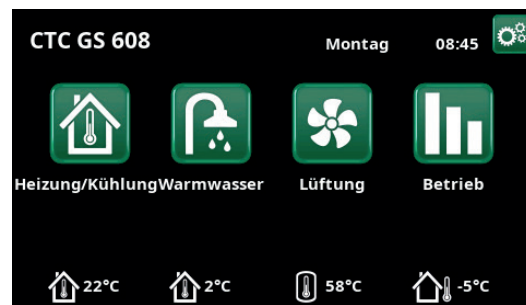 CTC GS 608 Montag 08:45
Heizung/Kühlung Warmwasser Lüftung Betrieb
22°C 2°C 58°C -5°C